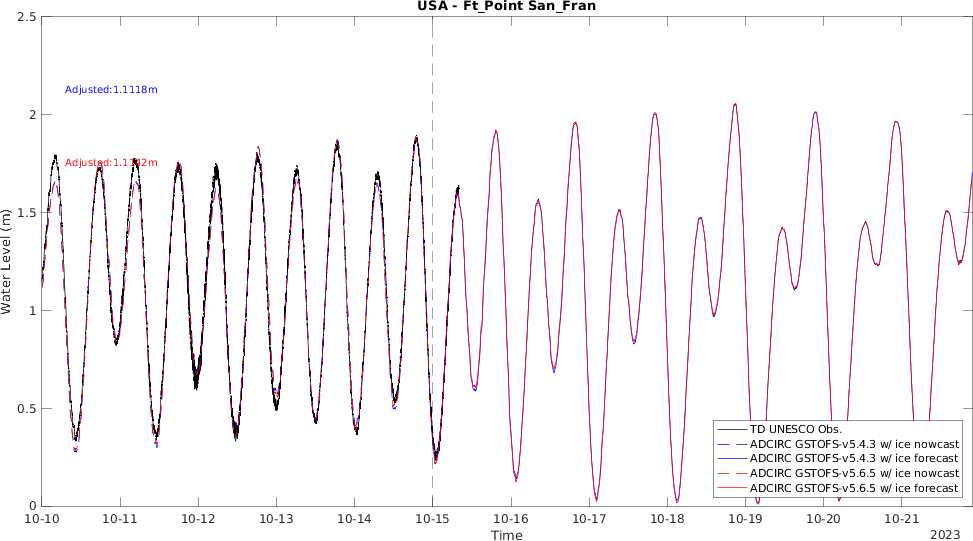 USA - Ft_Point San_Fran
2.5
2
1.5
1
0.5
0
Water Level (m)
Adjusted:1.1118m
Adjusted:1.1142m
TD UNESCO Obs.
ADCIRC GSTOFS-v5.4.3 w/ ice nowcast
ADCIRC GSTOFS-v5.4.3 w/ ice forecast
ADCIRC GSTOFS-v5.6.5 w/ ice nowcast
ADCIRC GSTOFS-v5.6.5 w/ ice forecast
10-10 10-11 10-12 10-13 10-14 10-15 10-16 10-17 10-18 10-19 10-20 10-21
Time
2023